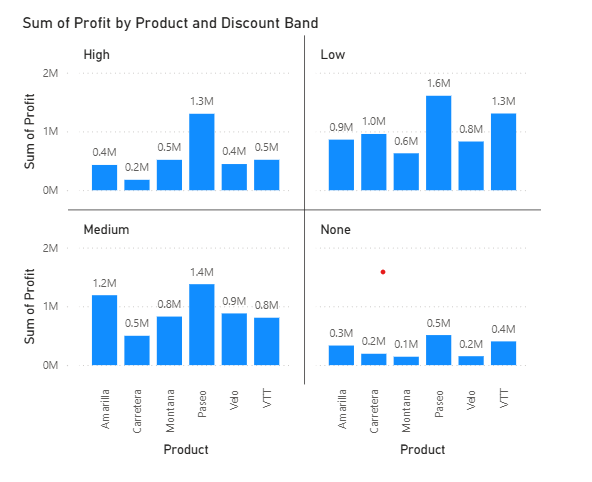 Sum of Profit by Product and Discount Band
High
Low
Sum of Profit
2M
1M
0M
0.4M 0.2M 0.5M 1.3M 0.4M 0.5M
0.9M 1.0M 0.6M 1.6M 0.8M 1.3M
Medium
None
Sum of Profit
2M
1M
0M
1.2M 0.5M 0.8M 1.4M 0.9M 0.8M
0.3M 0.2M 0.1M 0.5M 0.2M 0.4M
Amarilla Carretera Montana Paseo Velo VTT
Amarilla Carretera Montana Paseo Velo VTT
Product
Product